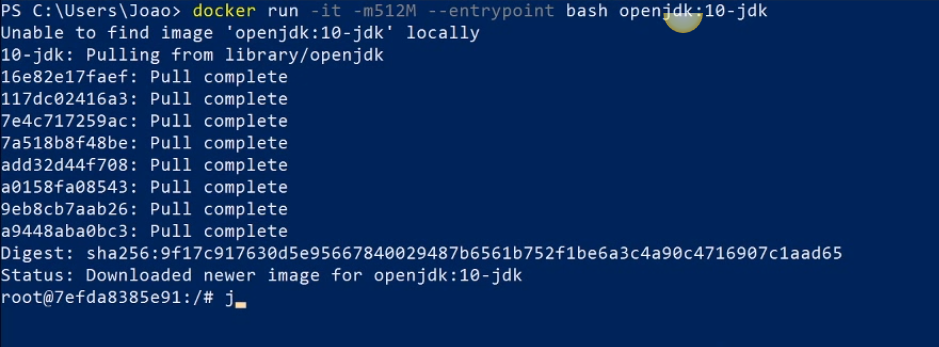 PS C:\Users\Joao> docker run -it -m512M --entrypoint bash openjdk:10-jdk
Unable to find image 'openjdk:10-jdk' locally
10-jdk: Pulling from library/openjdk
16e82e17faef: Pull complete
117dc02416a3: Pull complete
7e4c717259ac: Pull complete
7a518b8f48be: Pull complete
add32d44f708: Pull complete
a0158fa08543: Pull complete
9eb8cb7aab26: Pull complete
a9448aba0bc3: Pull complete
Digest: sha256:9f17c917630d5e95667840029487b6561b752f1be6a3c4a90c4716907c1aad65
Status: Downloaded newer image for openjdk:10-jdk
root@7efda8385e91:/# j